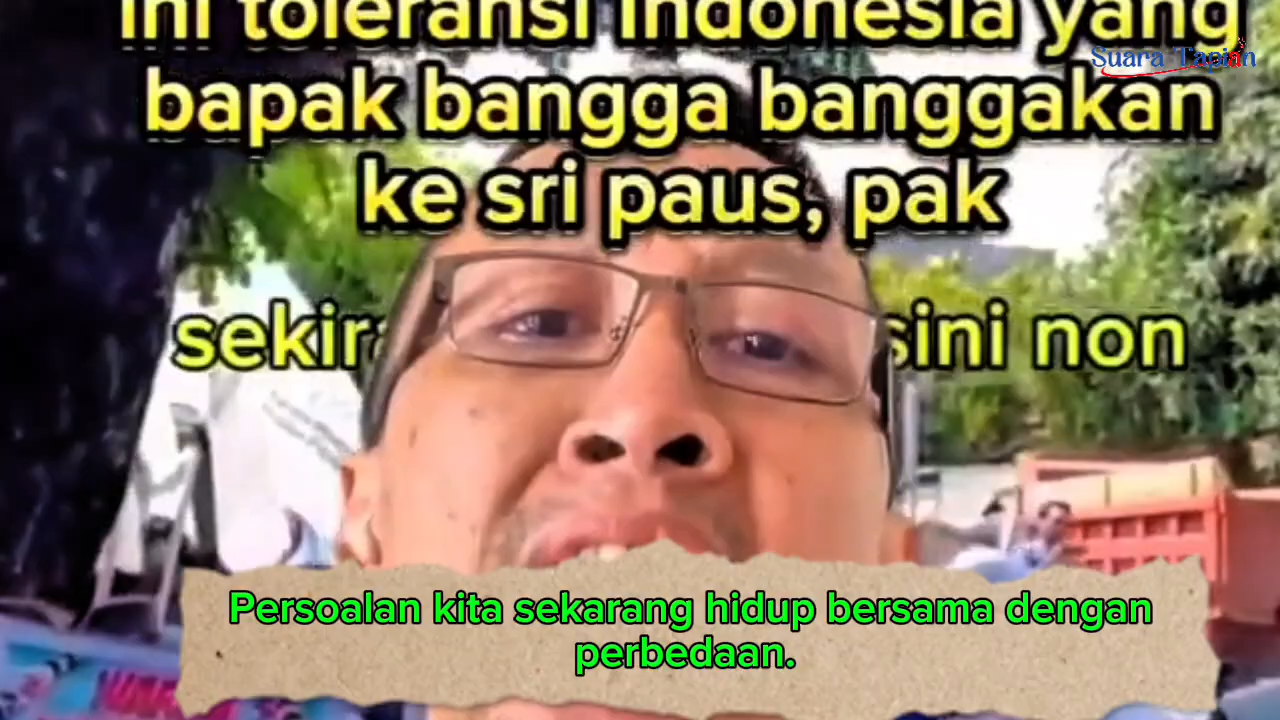 ini toleransi Indonesia yang
Suara Tapian
bapak bangga banggakan
ke sri paus, pak
sini non
Persoalan kita sekarang hidup bersama dengan
perbedaan.